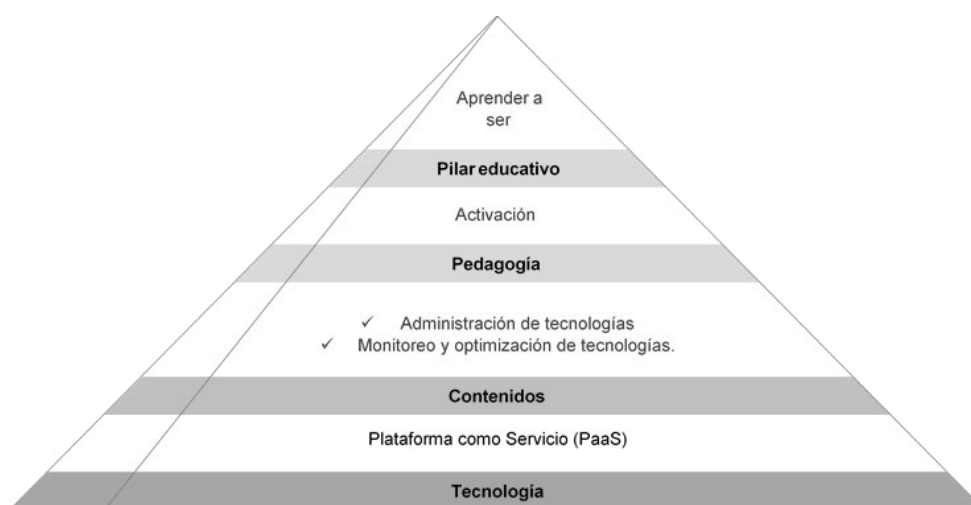 Aprender a
ser
Pilar educativo
Activación
Pedagogía
✓ Administración de tecnologías
✓ Monitoreo y optimización de tecnologías.
Contenidos
Plataforma como Servicio (PaaS)
Tecnología